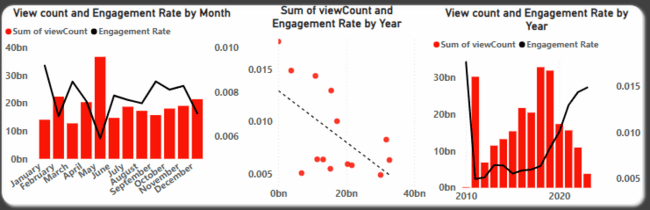 View count and Engagement Rate by Month
Sum of viewCount Engagement Rate
40bn
30bn
20bn
10bn
0bn
0.010
0.008
0.006
January
February
March
April
May
June
July
August
September
October
November
December
Sum of viewCount and
Engagement Rate by Year
0.015
0.010
0.005
0bn
20bn
40bn
View count and Engagement Rate by
Year
Sum of viewCount Engagement Rate
30bn
20bn
10bn
0bn
0.015
0.010
0.005
2010
2020